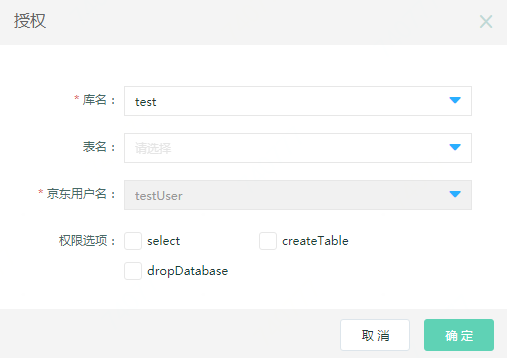 授权
* 库名： test
表名： 请选择
* 京东用户名： testUser
权限选项： select createTable
dropDatabase
取 消 确 定